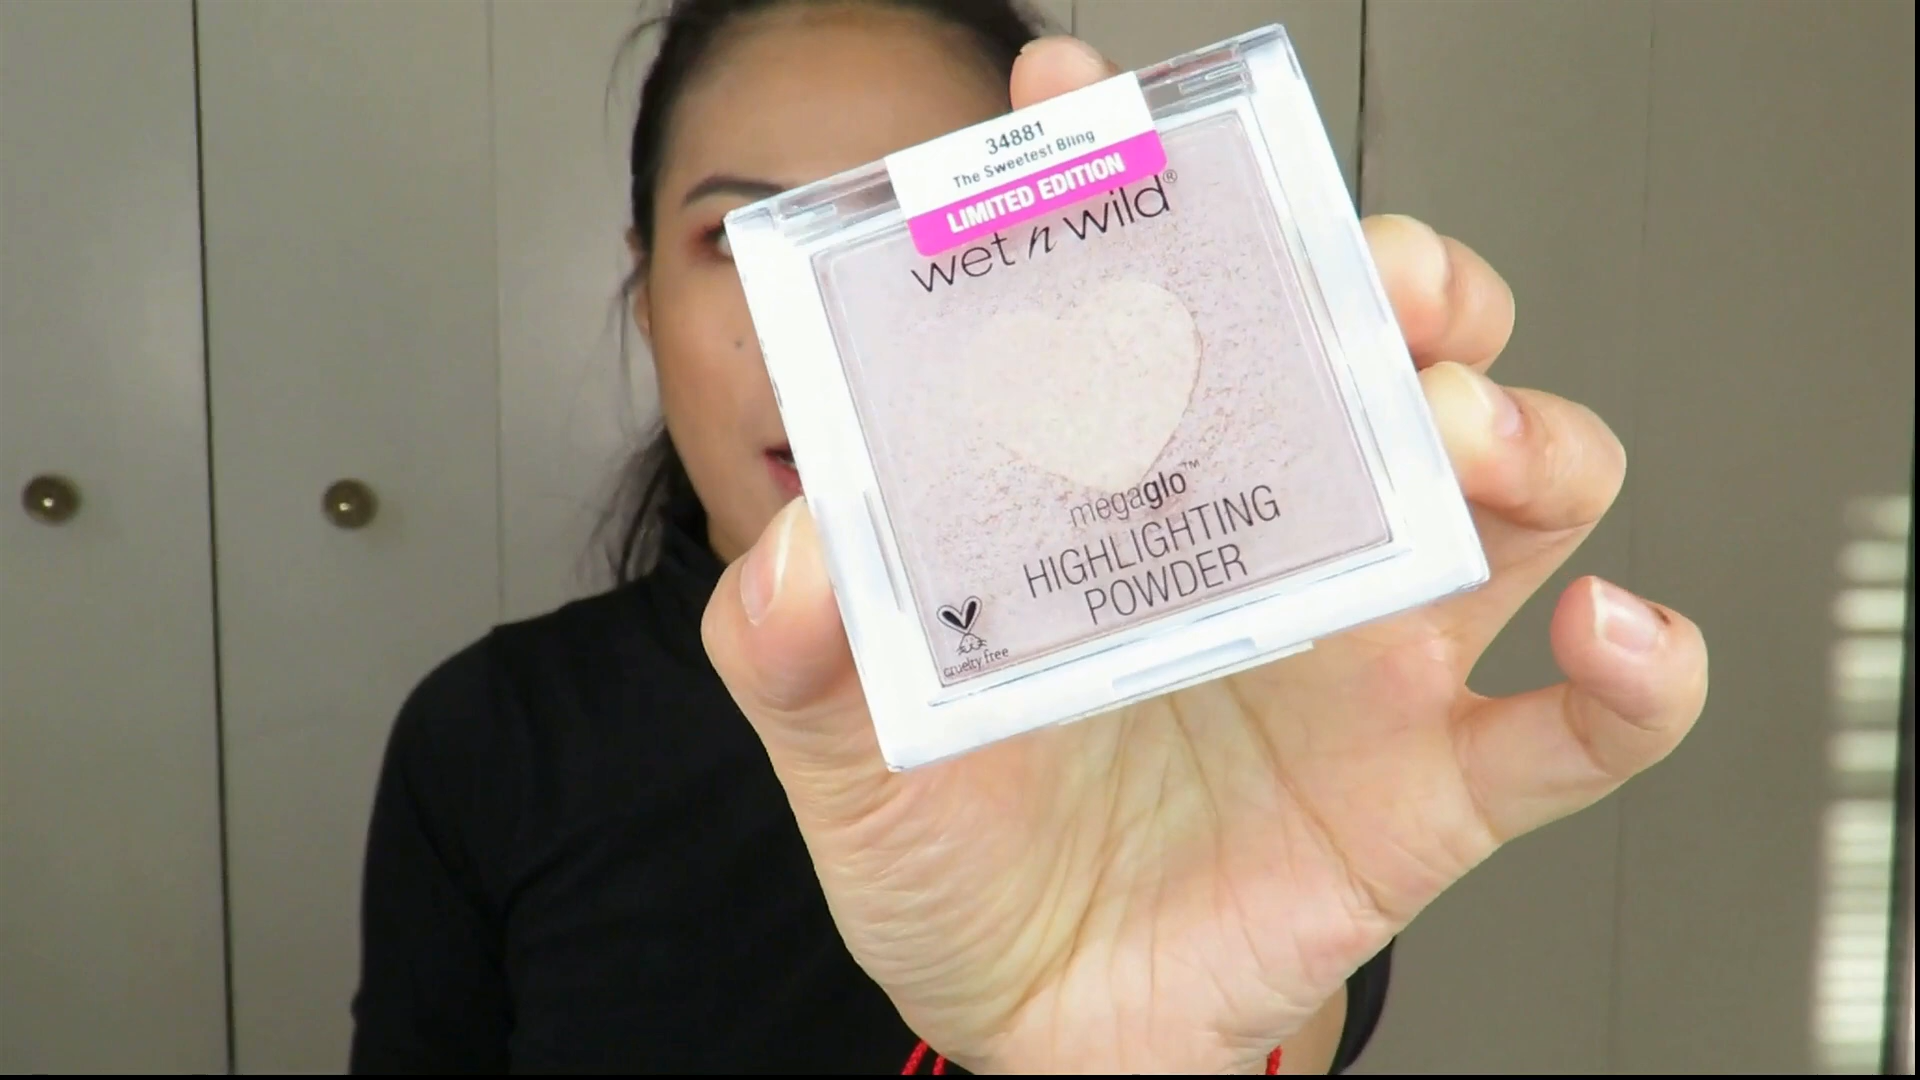 34881
The Sweetest Bling
LIMITED EDITION
wet n wild®
megaglo™
HIGHLIGHTING
POWDER
cruelty free